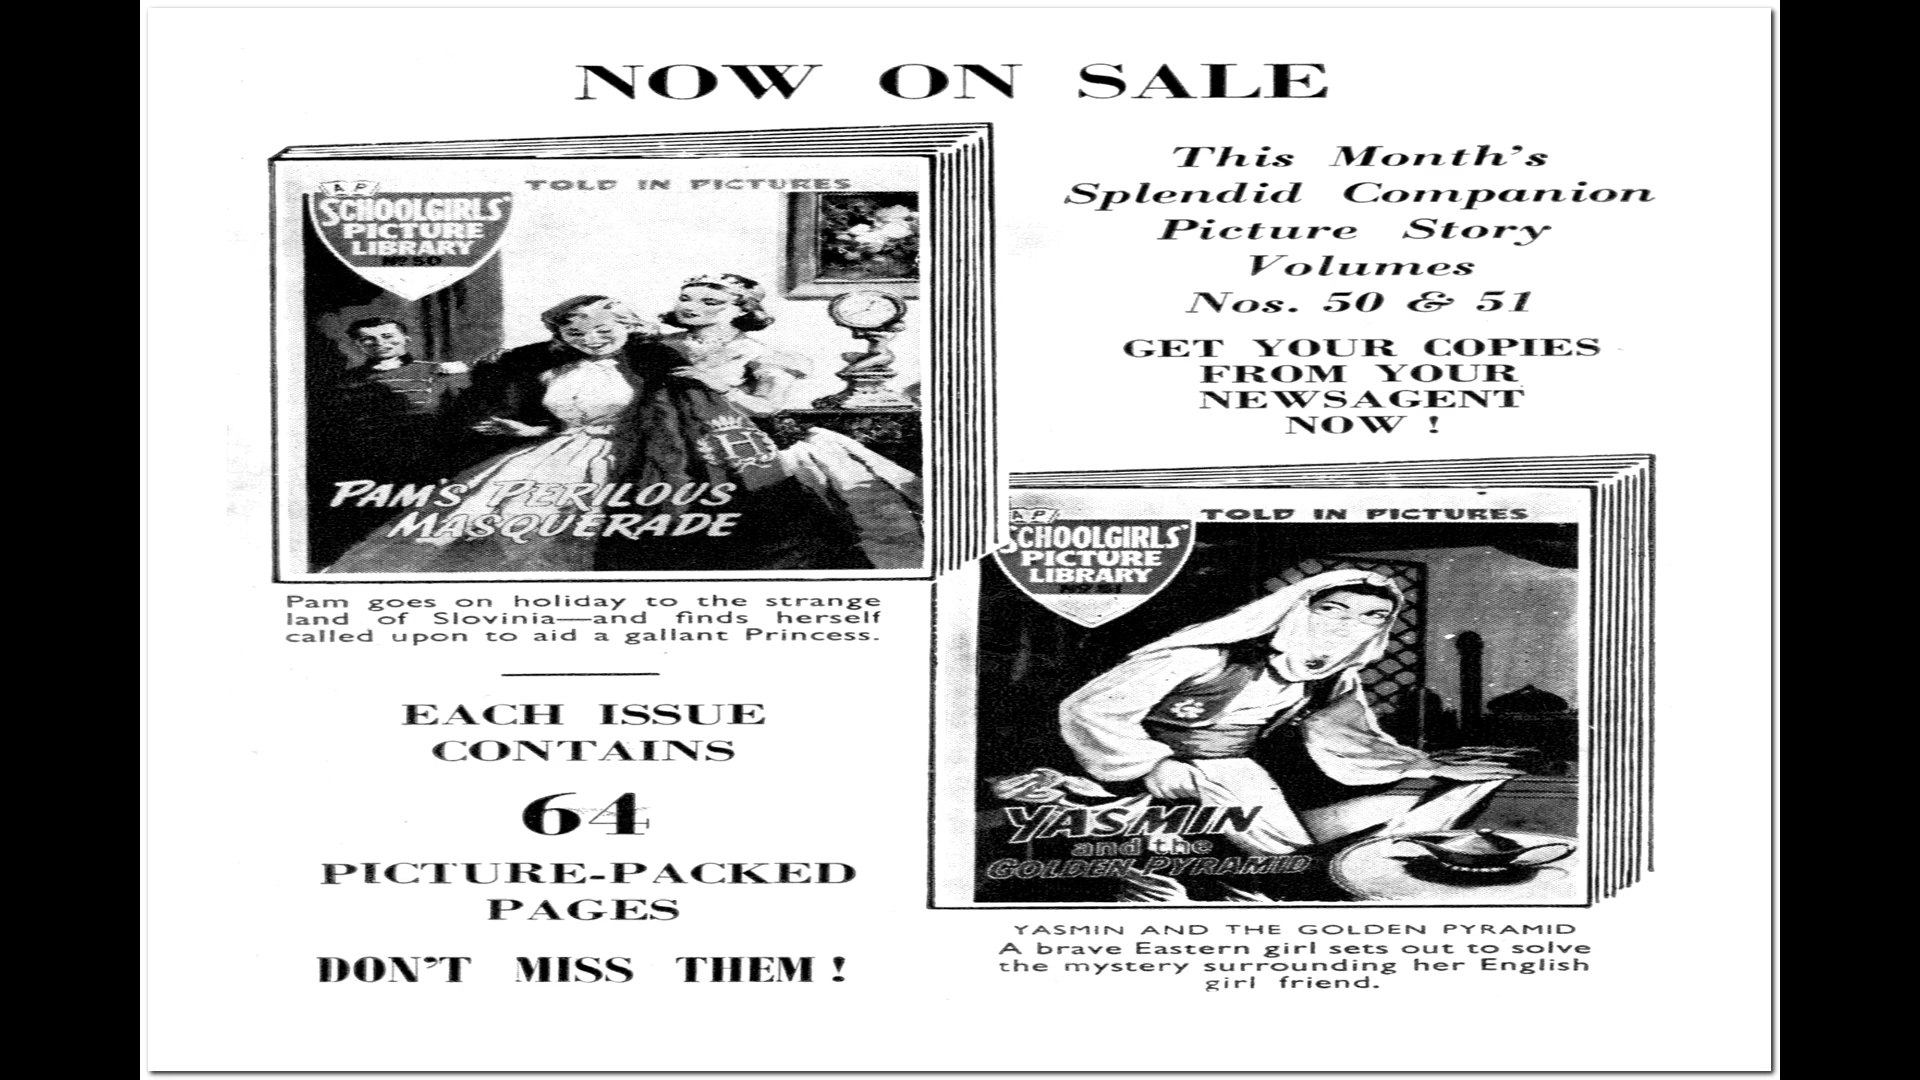 NOW ON SALE
A P
SCHOOLGIRLS'
PICTURE
LIBRARY
Nº 50
TOLD IN PICTURES
H
PAM'S PERILOUS
MASQUERADE
Pam goes on holiday to the strange
land of Slovinia—and finds herself
called upon to aid a gallant Princess.
This Month's
Splendid Companion
Picture Story
Volumes
Nos. 50 & 51
GET YOUR COPIES
FROM YOUR
NEWSAGENT
NOW !
EACH ISSUE
CONTAINS
64
PICTURE-PACKED
PAGES
DON'T MISS THEM !
A P
SCHOOLGIRLS'
PICTURE
LIBRARY
Nº 51
TOLD IN PICTURES
YASMIN
and the
GOLDEN PYRAMID
YASMIN AND THE GOLDEN PYRAMID
A brave Eastern girl sets out to solve
the mystery surrounding her English
girl friend.